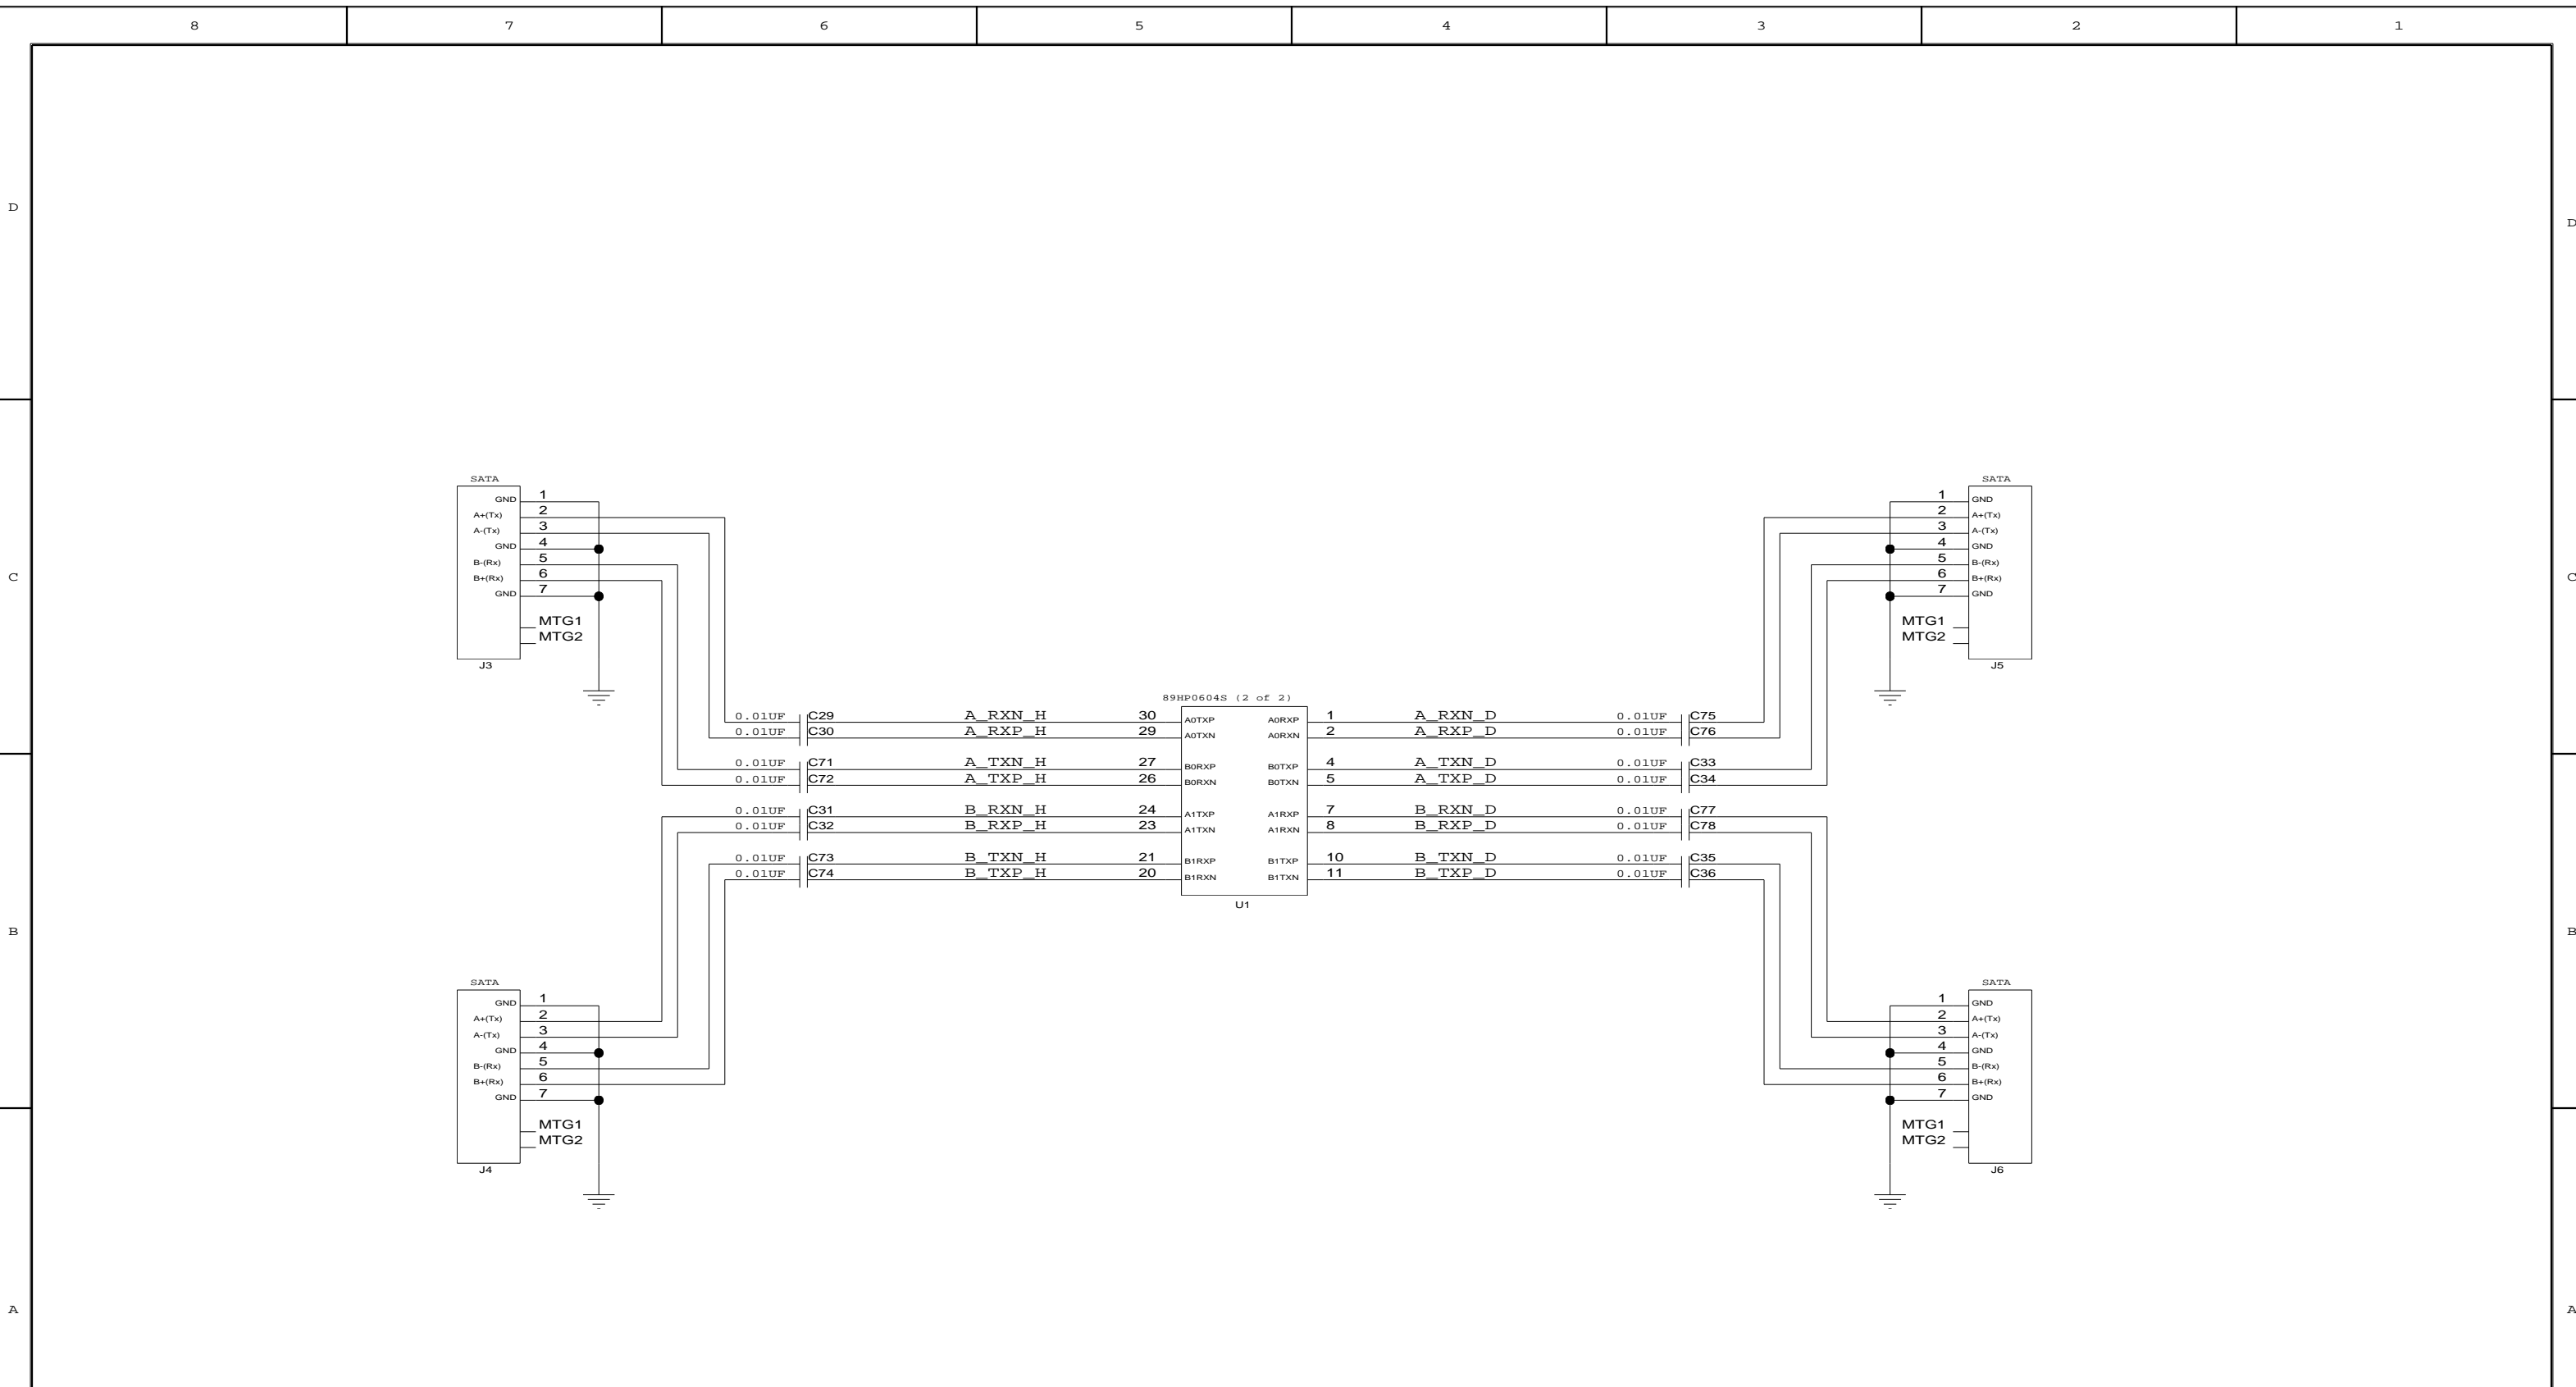 8 7 6 5 4 3 2 1
D D
C C
B B
A A
SATA
GND 1
A+(Tx) 2
A-(Tx) 3
GND 4
B-(Rx) 5
B+(Rx) 6
GND 7
MTG1
MTG2
J3
SATA
1 GND
2 A+(Tx)
3 A-(Tx)
4 GND
5 B-(Rx)
6 B+(Rx)
7 GND
MTG1
MTG2
J5
89HP0604S (2 of 2)
0.01UF C29 A_RXN_H 30 A0TXP A0RXP 1 A_RXN_D 0.01UF C75
0.01UF C30 A_RXP_H 29 A0TXN A0RXN 2 A_RXP_D 0.01UF C76
0.01UF C71 A_TXN_H 27 B0RXP B0TXP 4 A_TXN_D 0.01UF C33
0.01UF C72 A_TXP_H 26 B0RXN B0TXN 5 A_TXP_D 0.01UF C34
0.01UF C31 B_RXN_H 24 A1TXP A1RXP 7 B_RXN_D 0.01UF C77
0.01UF C32 B_RXP_H 23 A1TXN A1RXN 8 B_RXP_D 0.01UF C78
0.01UF C73 B_TXN_H 21 B1RXP B1TXP 10 B_TXN_D 0.01UF C35
0.01UF C74 B_TXP_H 20 B1RXN B1TXN 11 B_TXP_D 0.01UF C36
U1
SATA
GND 1
A+(Tx) 2
A-(Tx) 3
GND 4
B-(Rx) 5
B+(Rx) 6
GND 7
MTG1
MTG2
J4
SATA
1 GND
2 A+(Tx)
3 A-(Tx)
4 GND
5 B-(Rx)
6 B+(Rx)
7 GND
MTG1
MTG2
J6